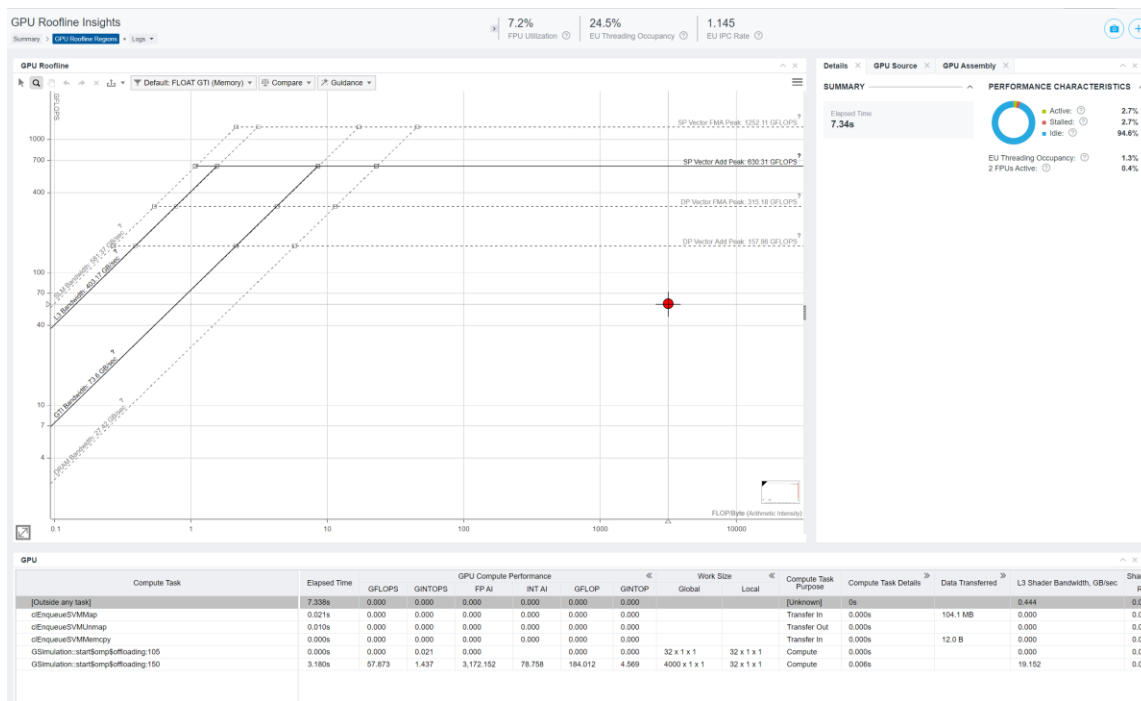 GPU Roofline Insights
Summary > GPU Roofline Regions Logs
7.2% FPU Utilization
24.5% EU Threading Occupancy
1.145 EU IPC Rate
GPU Roofline
Default: FLOAT GTI (Memory) Compare Guidance
GFLOPS
1000
700
400
100
70
40
10
7
4
SP Vector FMA Peak: 1252.11 GFLOPS ?
SP Vector Add Peak: 630.31 GFLOPS ?
DP Vector FMA Peak: 315.18 GFLOPS ?
DP Vector Add Peak: 157.86 GFLOPS ?
L3 Bandwidth: 403.17 GB/sec ?
GTI Bandwidth: 73.6 GB/sec ?
FLOP/Byte (Arithmetic Intensity)
0.1 1 10 100 1000 10000
Details GPU Source GPU Assembly
SUMMARY
Elapsed Time
7.34s
PERFORMANCE CHARACTERISTICS
Active: 2.7%
Stalled: 2.7%
Idle: 94.6%
EU Threading Occupancy: 1.3%
2 FPUs Active: 0.4%
GPU
Compute Task Elapsed Time GPU Compute Performance Work Size Compute Task Purpose Compute Task Details Data Transferred L3 Shader Bandwidth, GB/sec
GFLOPS GINTOPS FP AI INT AI GFLOP GINTOP Global Local
[Outside any task] 7.338s 0.000 0.000 0.000 0.000 0.000 0.000 [Unknown] 0s 0.444
clEnqueueSVMMap 0.021s 0.000 0.000 0.000 0.000 0.000 0.000 Transfer In 0.000s 104.1 MB 0.000
clEnqueueSVMUnmap 0.010s 0.000 0.000 0.000 0.000 0.000 0.000 Transfer Out 0.000s 0.000
clEnqueueSVMMemcpy 0.000s 0.000 0.000 0.000 0.000 0.000 0.000 Transfer In 0.000s 12.0 B 0.000
GSimulation::start$omp$offloading:105 0.000s 0.000 0.021 0.000 0.000 0.000 32 x 1 x 1 32 x 1 x 1 Compute 0.000s 0.000
GSimulation::start$omp$offloading:150 3.180s 57.873 1.437 3,172.152 78.758 184.012 4.569 4000 x 1 x 1 32 x 1 x 1 Compute 0.006s 19.152